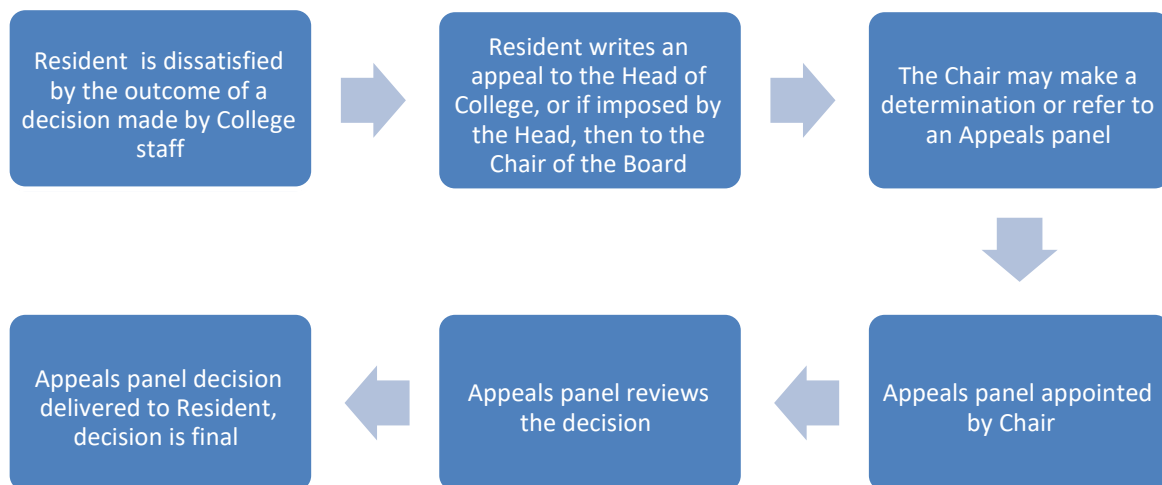 Resident  is dissatisfied
by the outcome of a
decision made by College
staff
Resident writes an
appeal to the Head of
College, or if imposed by
the Head, then to the
Chair of the Board
The Chair may make a
determination or refer to
an Appeals panel
Appeals panel appointed
by Chair
Appeals panel reviews
the decision
Appeals panel decision
delivered to Resident,
decision is final